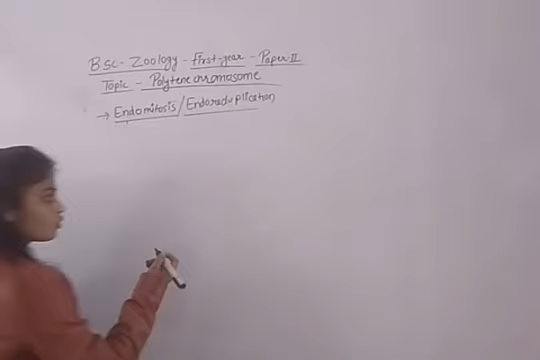 BSc - Zoology - First-year - Paper-II
Topic - Polytene chromosome
→ Endomitosis/Endoreduplication